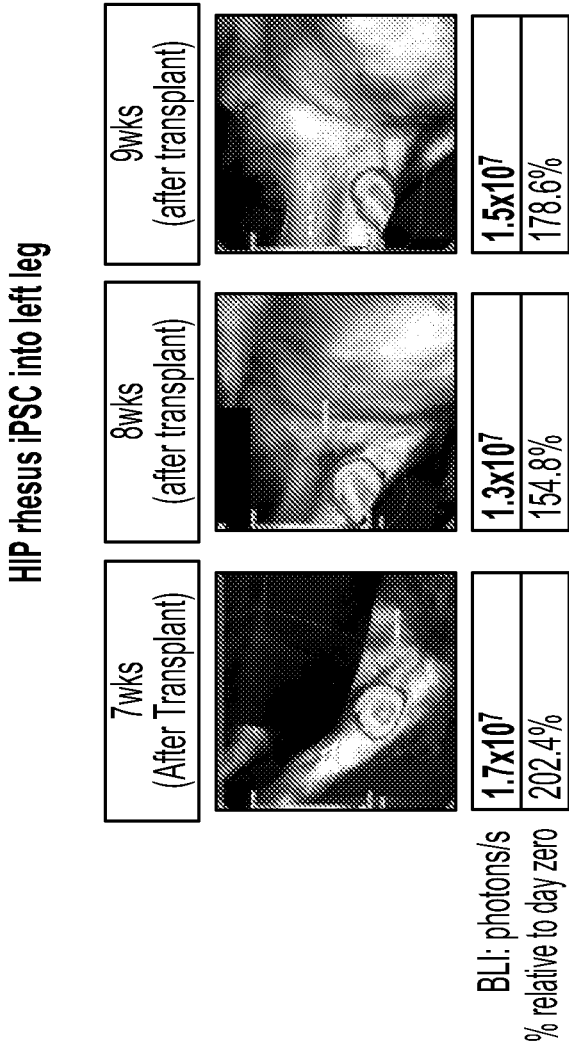 HIP rhesus iPSC into left leg
7wks
(After Transplant)
8wks
(after transplant)
9wks
(after transplant)
BLI: photons/s
1.7x10⁷
1.3x10⁷
1.5x10⁷
% relative to day zero
202.4%
154.8%
178.6%